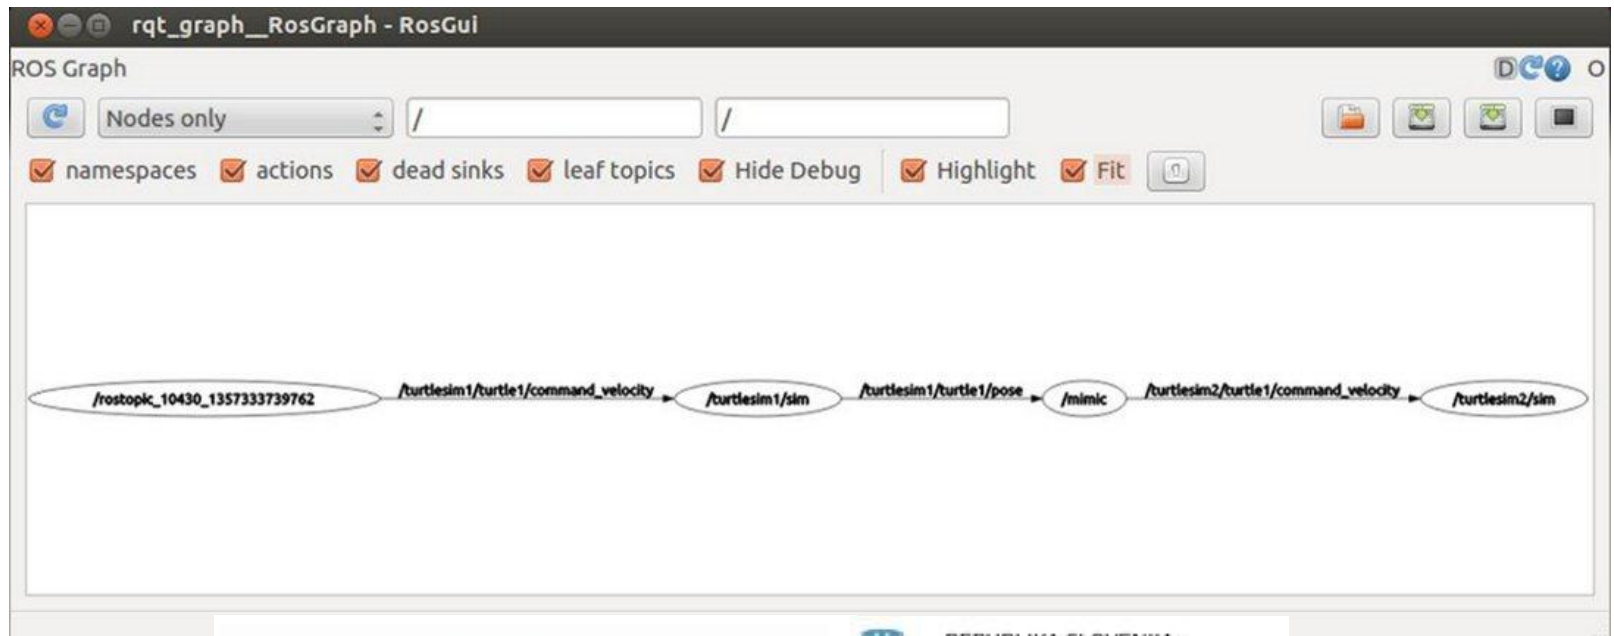 rqt_graph__RosGraph - RosGui
ROS Graph
D ? O
Nodes only / /
namespaces actions dead sinks leaf topics Hide Debug Highlight Fit
/rostopic_10430_1357333739762 /turtlesim1/turtle1/command_velocity /turtlesim1/sim /turtlesim1/turtle1/pose /mimic /turtlesim2/turtle1/command_velocity /turtlesim2/sim